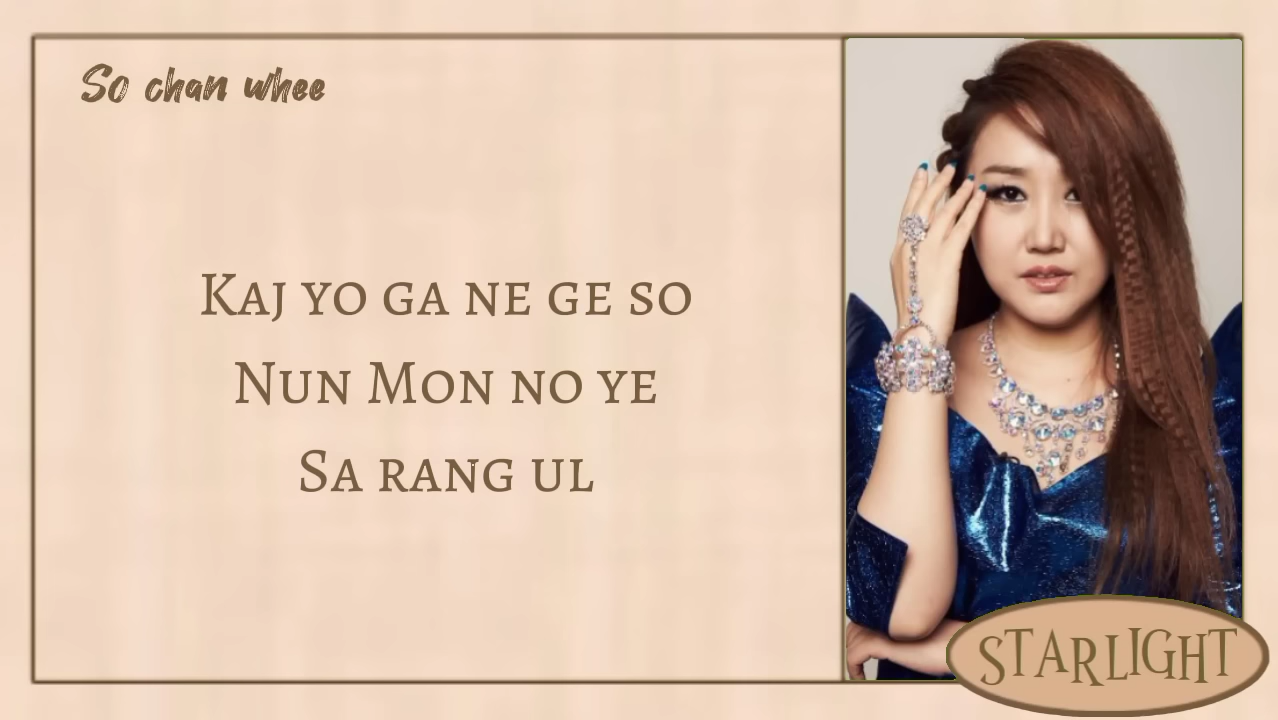 So chan whee
Kaj yo ga ne ge so
Nun Mon no ye
Sa rang ul
STARLIGHT